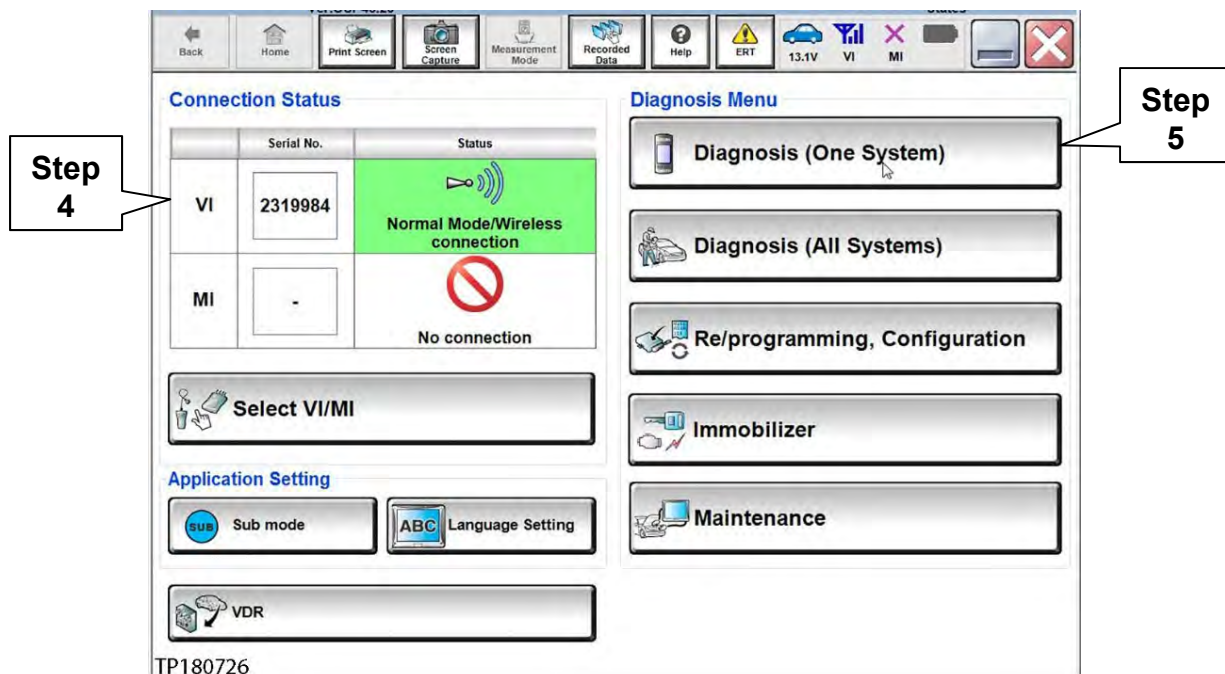 Back
Home
Print Screen
Screen
Capture
Measurement
Mode
Recorded
Data
Help
ERT
13.1V
VI
MI
Connection Status
Serial No.
Status
VI
2319984
Normal Mode/Wireless
connection
MI
-
No connection
Select VI/MI
Application Setting
SUB
Sub mode
ABC
Language Setting
VDR
TP180726
Diagnosis Menu
Diagnosis (One System)
Diagnosis (All Systems)
Re/programming, Configuration
Immobilizer
Maintenance
Step
4
Step
5